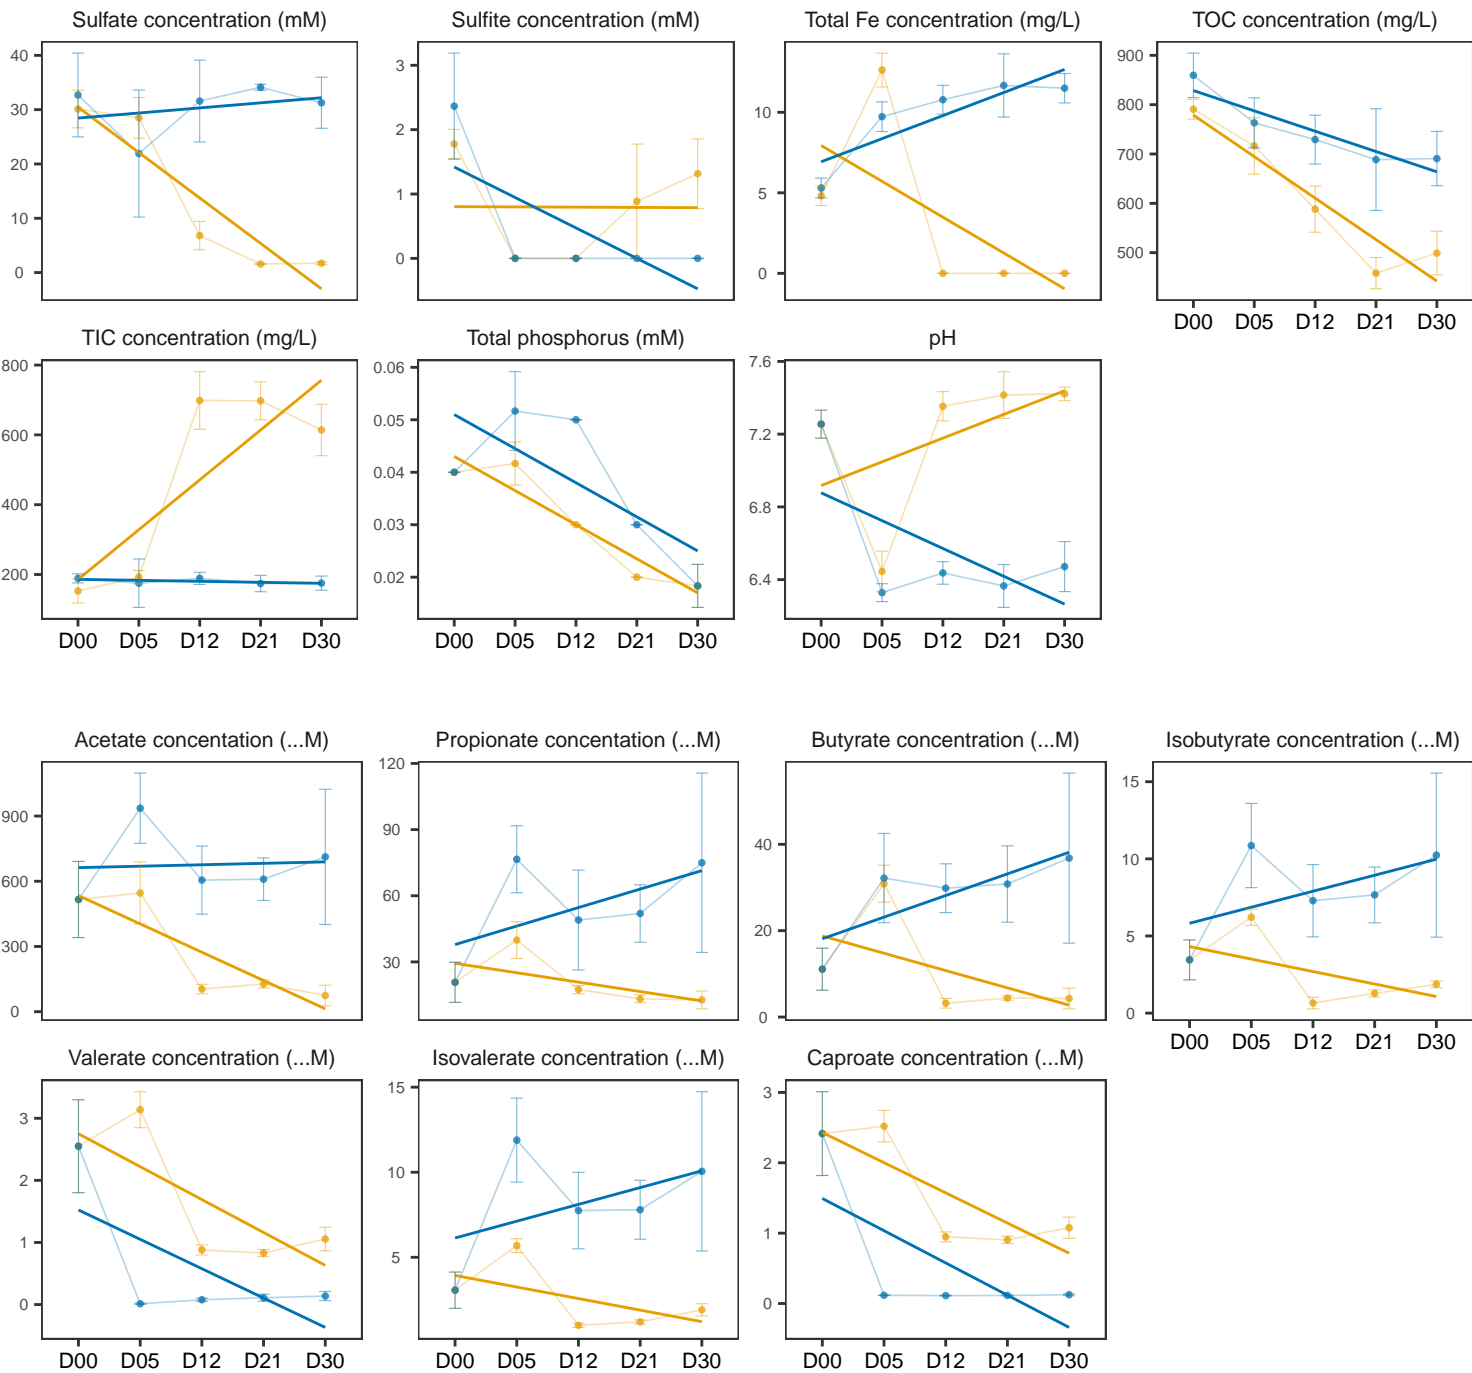 Sulfate concentration (mM)
Sulfite concentration (mM)
Total Fe concentration (mg/L)
TOC concentration (mg/L)
40
30
20
10
0
3
2
1
0
10
5
0
900
800
700
600
500
D00 D05 D12 D21 D30
TIC concentration (mg/L)
Total phosphorus (mM)
pH
800
600
400
200
0.06
0.05
0.04
0.03
0.02
7.6
7.2
6.8
6.4
D00 D05 D12 D21 D30
D00 D05 D12 D21 D30
D00 D05 D12 D21 D30
Acetate concentation (...M)
Propionate concentation (...M)
Butyrate concentration (...M)
Isobutyrate concentration (...M)
900
600
300
0
120
90
60
30
40
20
0
15
10
5
0
D00 D05 D12 D21 D30
Valerate concentration (...M)
Isovalerate concentration (...M)
Caproate concentration (...M)
3
2
1
0
15
10
5
3
2
1
0
D00 D05 D12 D21 D30
D00 D05 D12 D21 D30
D00 D05 D12 D21 D30